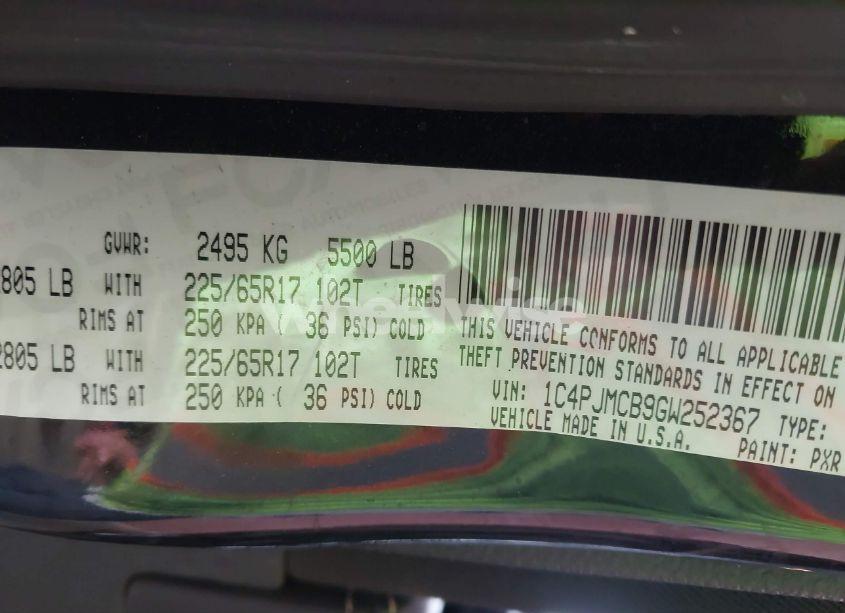 GVWR: 2495 KG 5500 LB
2805 LB WITH 225/65R17 102T TIRES
RIMS AT 250 KPA ( 36 PSI) COLD
2805 LB WITH 225/65R17 102T TIRES
RIMS AT 250 KPA ( 36 PSI) COLD
THIS VEHICLE CONFORMS TO ALL APPLICABLE
THEFT PREVENTION STANDARDS IN EFFECT ON
VIN: 1C4PJMCB9GW252367 TYPE:
VEHICLE MADE IN U.S.A. PAINT: PXR